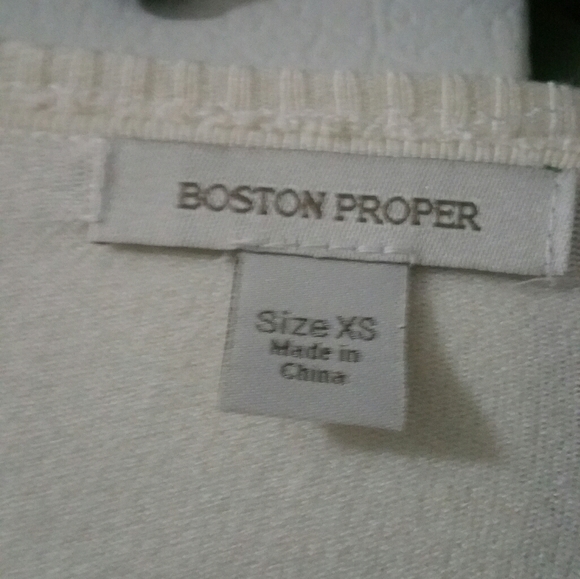 BOSTON PROPER
Size XS
Made in
China